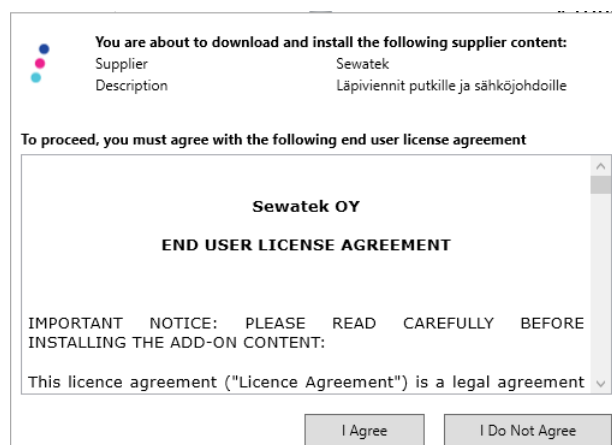 You are about to download and install the following supplier content:
Supplier Sewatek
Description Läpiviennit putkille ja sähköjohdoille
To proceed, you must agree with the following end user license agreement
Sewatek OY
END USER LICENSE AGREEMENT
IMPORTANT NOTICE: PLEASE READ CAREFULLY BEFORE
INSTALLING THE ADD-ON CONTENT:
This licence agreement ("Licence Agreement") is a legal agreement
I Agree I Do Not Agree